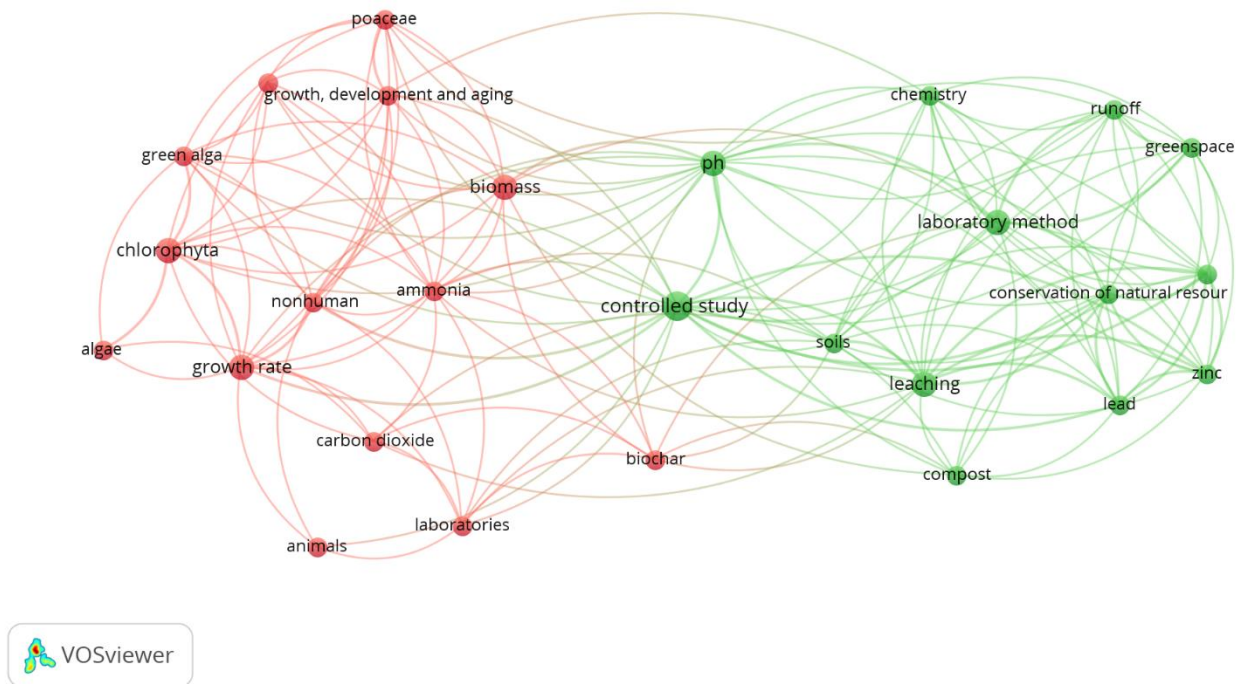 poaceae
growth, development and aging
chemistry
runoff
greenspace
green alga
biomass
ph
laboratory method
chlorophyta
nonhuman
ammonia
controlled study
conservation of natural resour
soils
algae
growth rate
leaching
zinc
lead
carbon dioxide
biochar
compost
laboratories
animals
VOSviewer